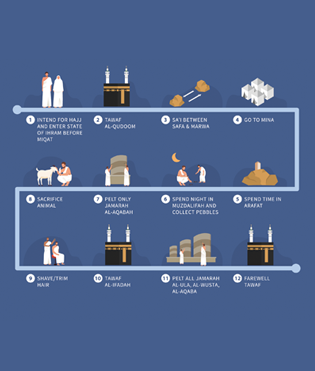 1 INTEND FOR HAJJ
AND ENTER STATE
OF IHRAM BEFORE
MIQAT
2 TAWAF
AL-QUDOOM
3 SA'I BETWEEN
SAFA & MARWA
4 GO TO MINA
5 SPEND TIME IN
ARAFAT
6 SPEND NIGHT IN
MUZDALIFAH AND
COLLECT PEBBLES
7 PELT ONLY
JAMARAH
AL-AQABAH
8 SACRIFICE
ANIMAL
9 SHAVE/TRIM
HAIR
10 TAWAF
AL-IFADAH
11 PELT ALL JAMARAH
AL-ULA, AL-WUSTA,
AL-AQABA
12 FAREWELL
TAWAF